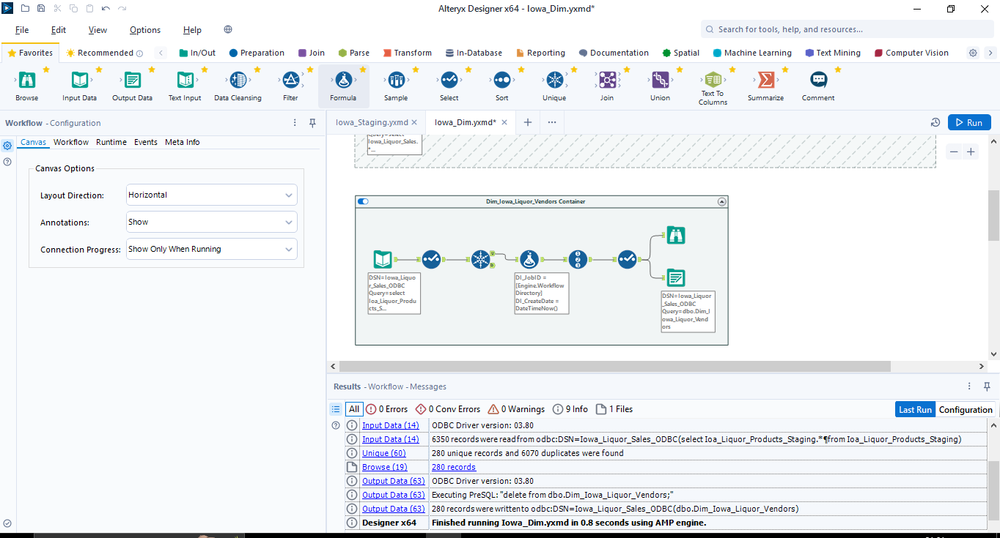 Alteryx Designer x64 - Iowa_Dim.yxmd*
File Edit View Options Help
Search for tools, help, and resources...
Favorites Recommended In/Out Preparation Join Parse Transform In-Database Reporting Documentation Spatial Machine Learning Text Mining Computer Vision
Browse Input Data Output Data Text Input Data Cleansing Filter Formula Sample Select Sort Unique Join Union Text To Columns Summarize Comment
Workflow - Configuration
Iowa_Staging.yxmd Iowa_Dim.yxmd*
Run
Canvas Workflow Runtime Events Meta Info
Canvas Options
Layout Direction: Horizontal
Annotations: Show
Connection Progress: Show Only When Running
Query=select
Iowa_Liquor_Sales.
*...
Dim_Iowa_Liquor_Vendors Container
DSN=Iowa_Liquo
r_Sales_ODBC
Query=select
Ioa_Liquor_Produ
cts_S...
DI_JobID =
[Engine.Workflow
Directory]
DI_CreateDate =
DateTimeNow()
DSN=Iowa_Liquor
_Sales_ODBC
Query=dbo.Dim_I
owa_Liquor_Vend
ors
Results - Workflow - Messages
All 0 Errors 0 Conv Errors 0 Warnings 9 Info 1 Files Last Run Configuration
Input Data (14) ODBC Driver version: 03.80
Input Data (14) 6350 records were read from odbc:DSN=Iowa_Liquor_Sales_ODBC(select Ioa_Liquor_Products_Staging.*¶from Ioa_Liquor_Products_Staging)
Unique (60) 280 unique records and 6070 duplicates were found
Browse (19) 280 records
Output Data (63) ODBC Driver version: 03.80
Output Data (63) Executing PreSQL: "delete from dbo.Dim_Iowa_Liquor_Vendors;"
Output Data (63) 280 records were written to odbc:DSN=Iowa_Liquor_Sales_ODBC(dbo.Dim_Iowa_Liquor_Vendors)
Designer x64 Finished running Iowa_Dim.yxmd in 0.8 seconds using AMP engine.